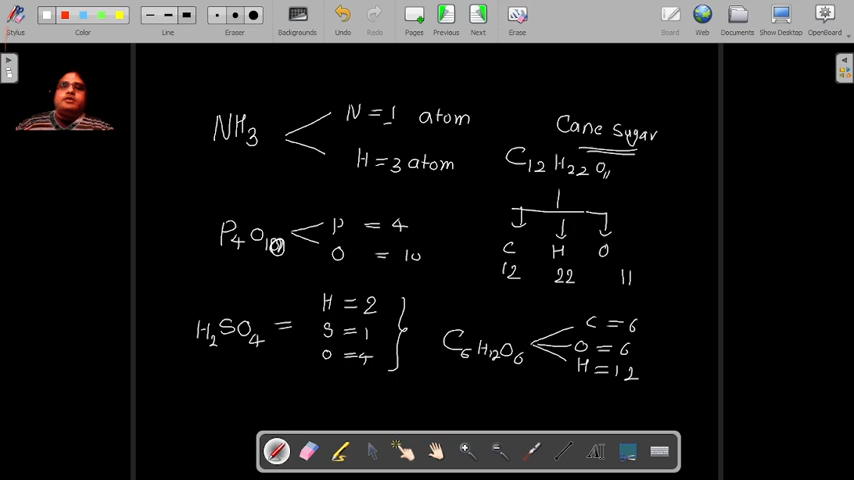 Stylus
Color
Line
Eraser
Backgrounds
Undo
Redo
Pages
Previous
Next
Erase
Board
Web
Documents
Show Desktop
OpenBoard
NH3
N = 1 atom
H = 3 atom
Cane Sugar
C12 H22 O11
C H O
12 22 11
P4O10
P = 4
O = 10
H2SO4 =
H = 2
S = 1
O = 4
C6H12O6
C = 6
O = 6
H = 12